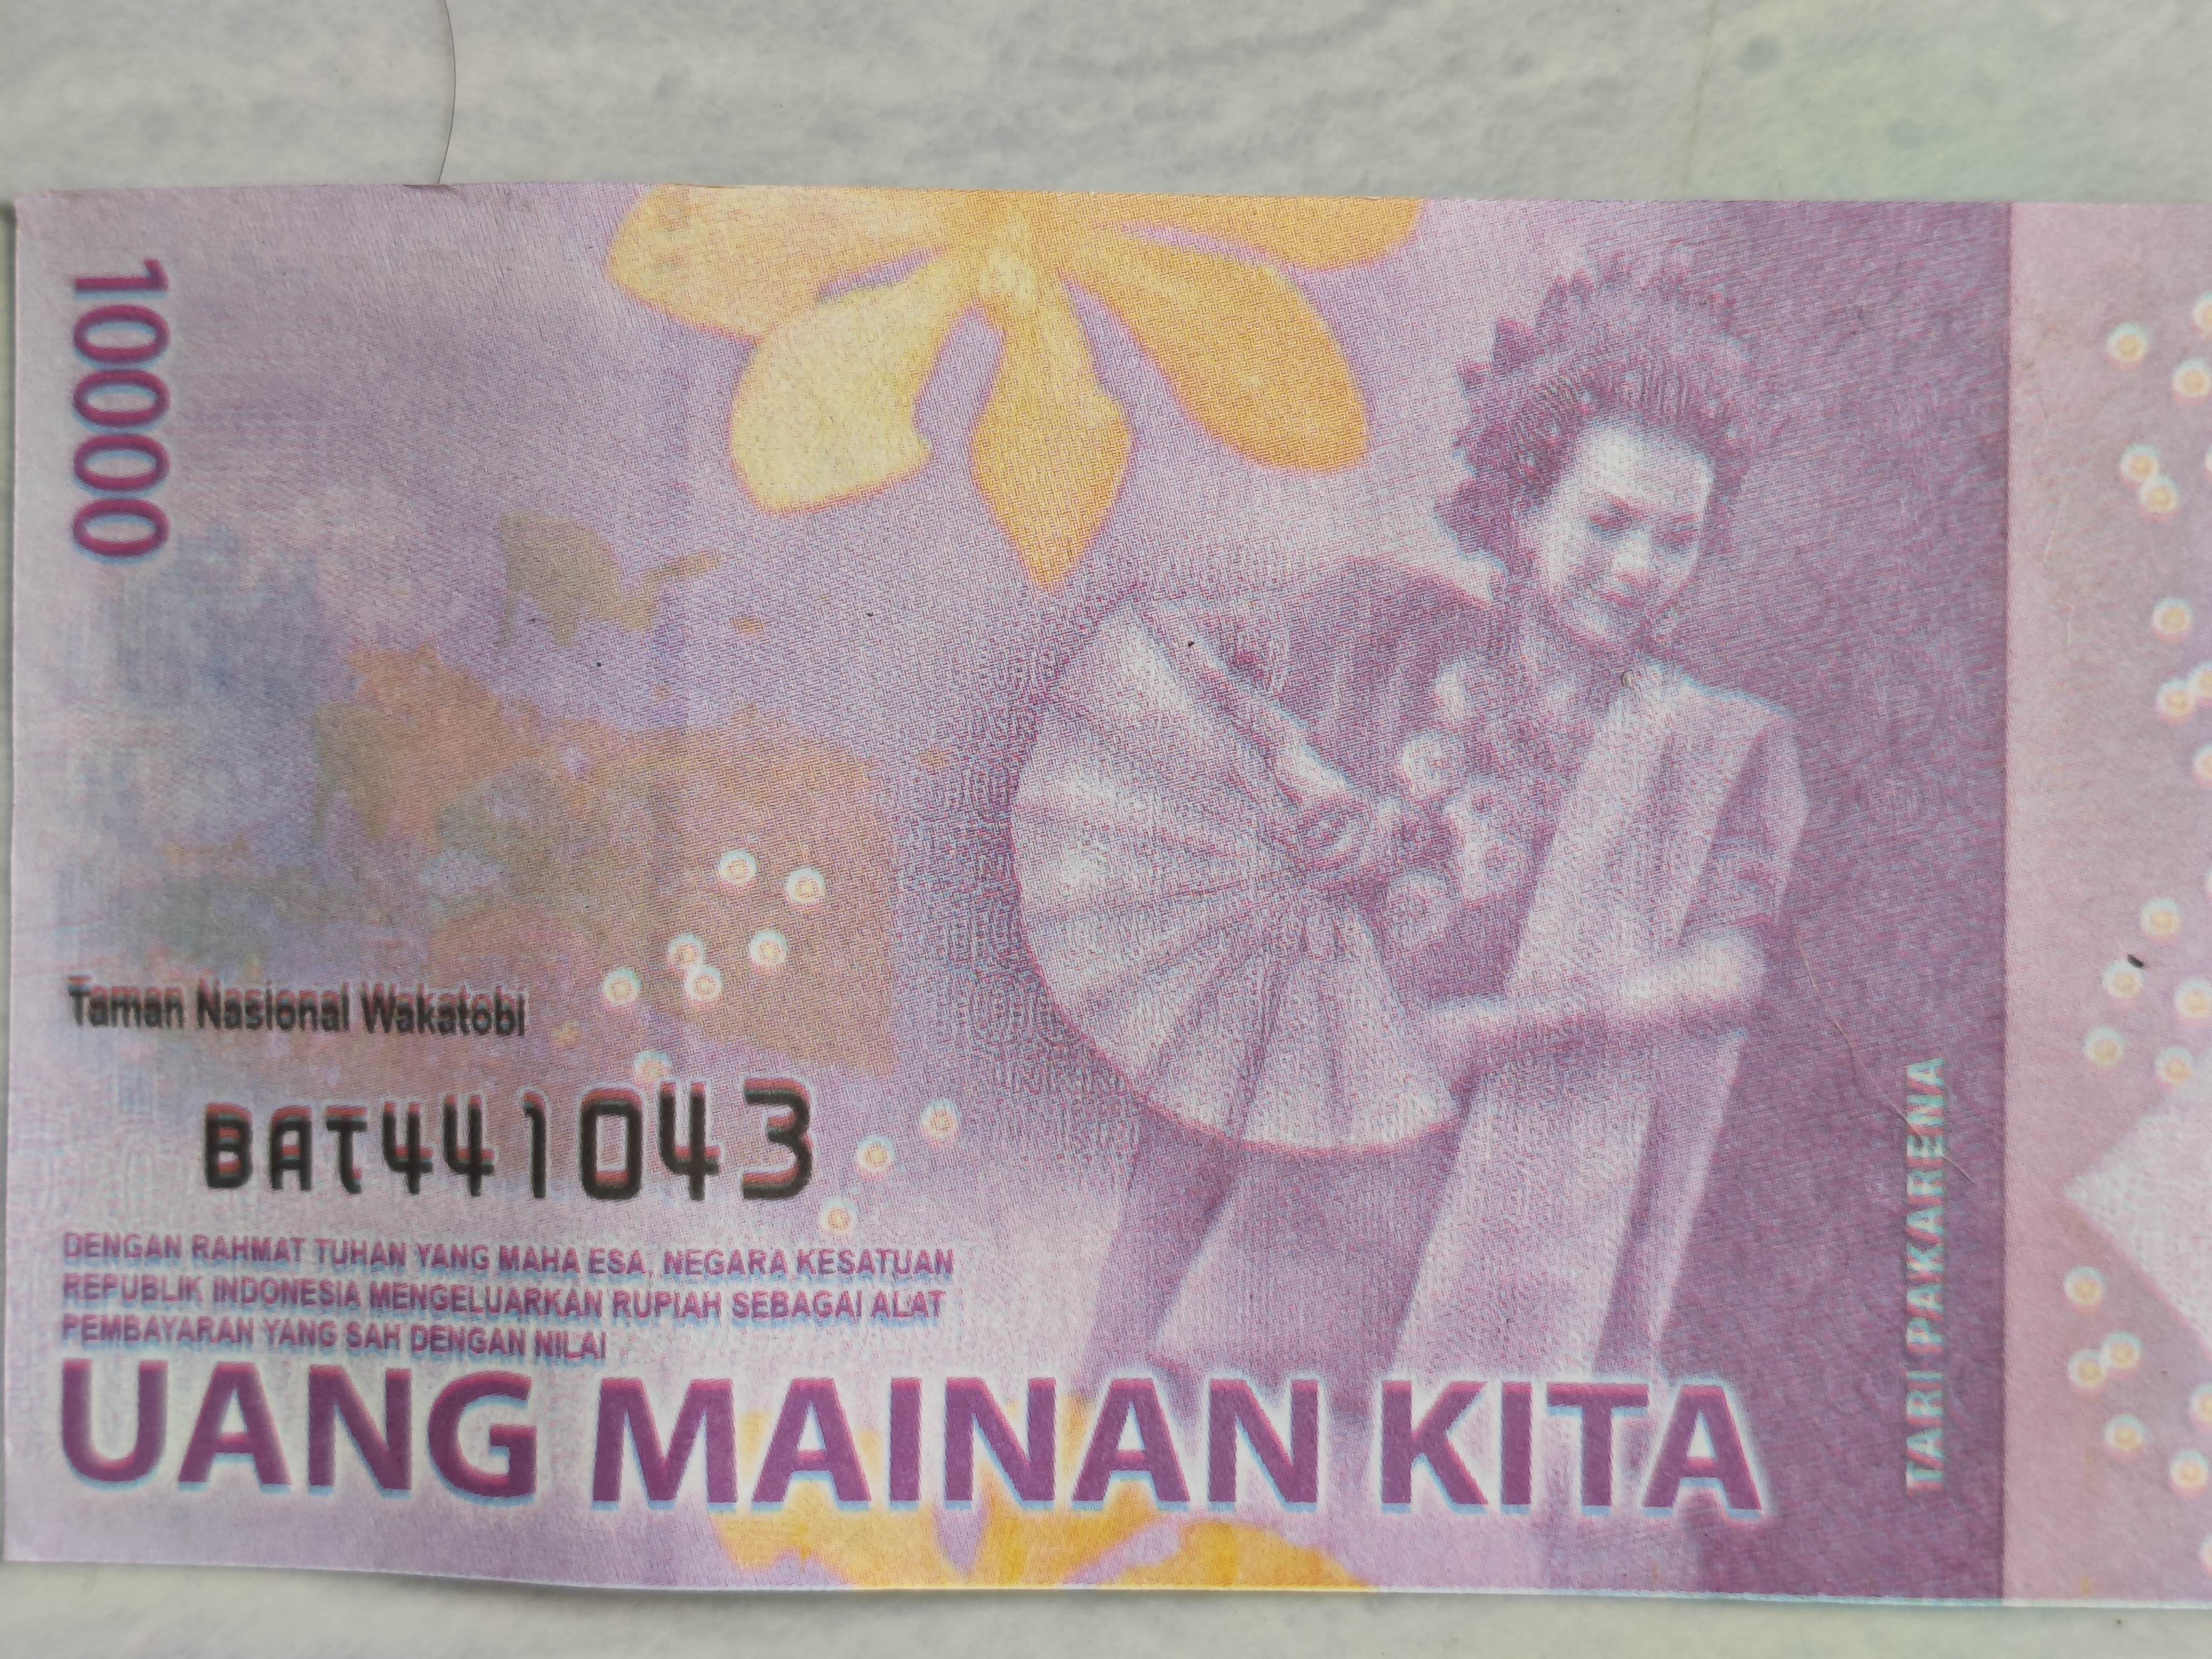 10000
Taman Nasional Wakatobi
BAT441043
DENGAN RAHMAT TUHAN YANG MAHA ESA, NEGARA KESATUAN
REPUBLIK INDONESIA MENGELUARKAN RUPIAH SEBAGAI ALAT
PEMBAYARAN YANG SAH DENGAN NILAI
UANG MAINAN KITA
TARI PAKARENA